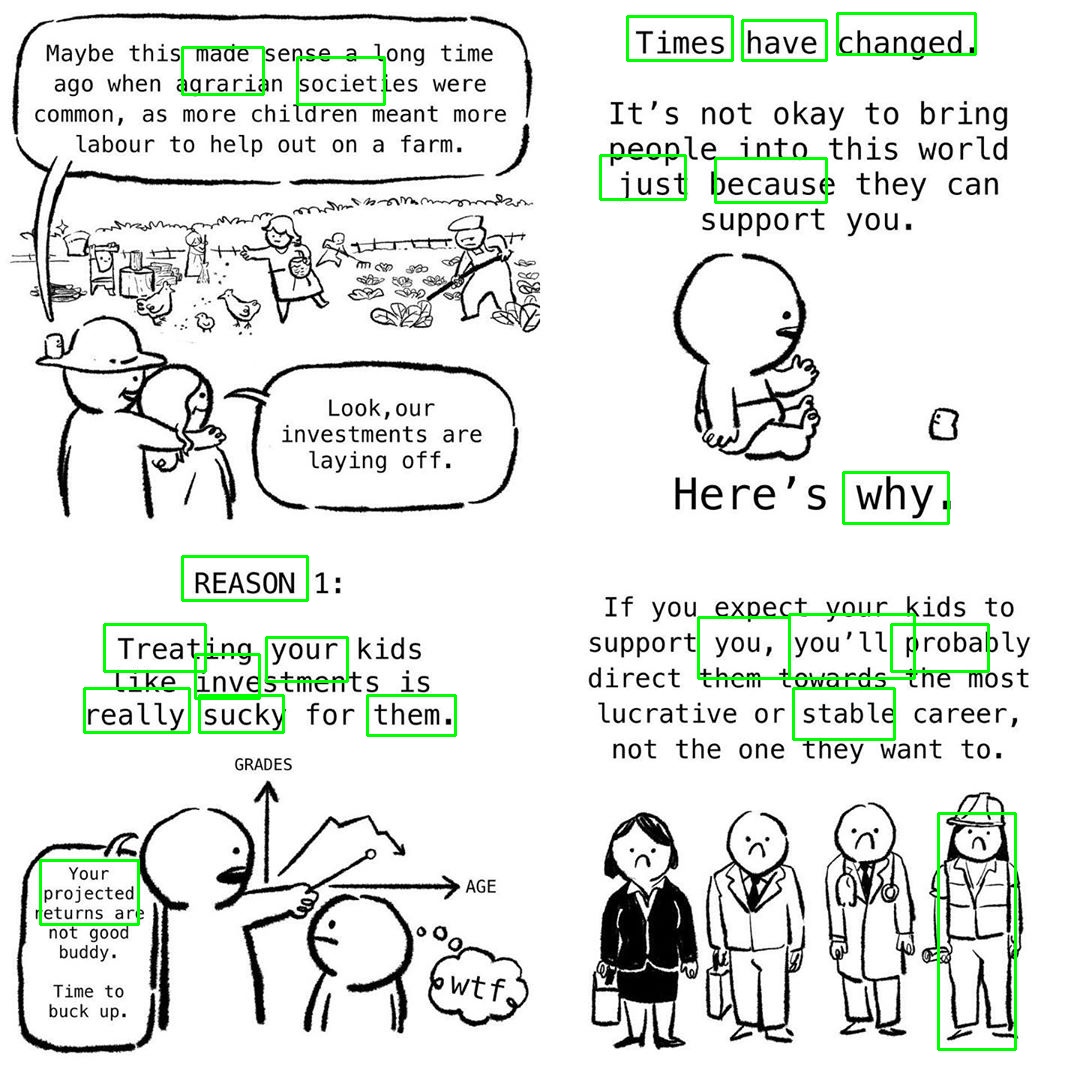 Maybe this made sense a long time
ago when agrarian societies were
common, as more children meant more
labour to help out on a farm.
Look,our
investments are
laying off.
Times have changed.
It's not okay to bring
people into this world
just because they can
support you.
Here's why.
REASON 1:
Treating your kids
like investments is
really sucky for them.
GRADES
AGE
Your
projected
returns are
not good
buddy.
Time to
buck up.
wtf
If you expect your kids to
support you, you'll probably
direct them towards the most
lucrative or stable career,
not the one they want to.